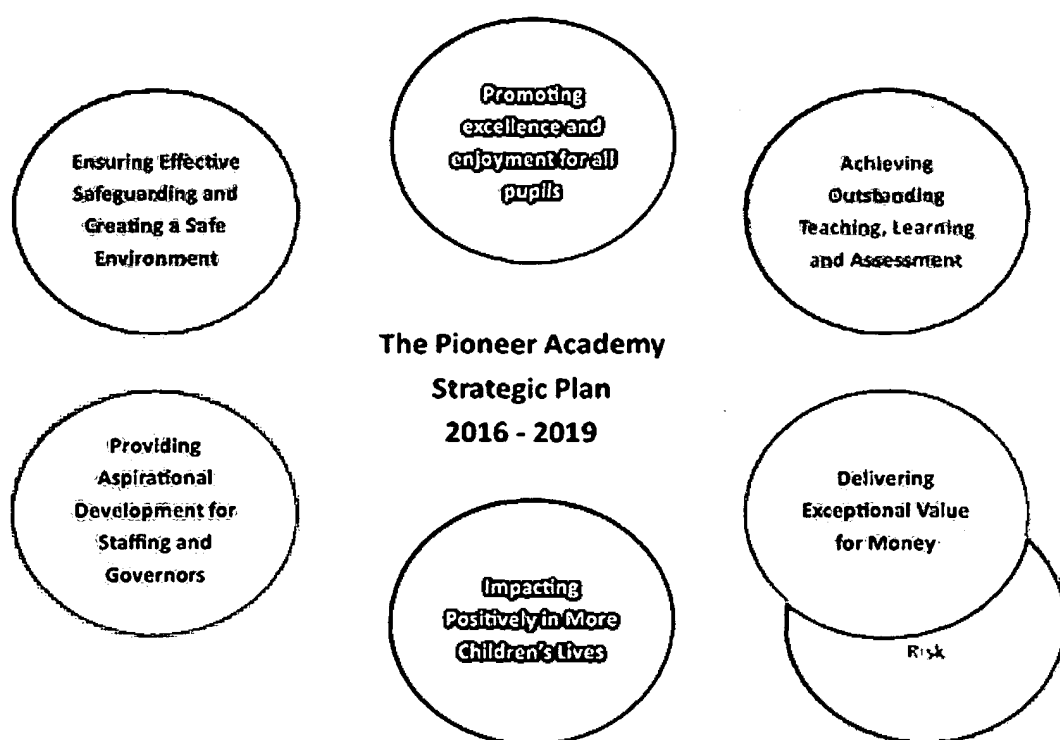 Promoting
excellence and
enjoyment for all
pupils
Ensuring Effective
Safeguarding and
Creating a Safe
Environment
Achieving
Outstanding
Teaching, Learning
and Assessment
The Pioneer Academy
Strategic Plan
2016 - 2019
Providing
Aspirational
Development for
Staffing and
Governors
Delivering
Exceptional Value
for Money
Impacting
Positively in More
Children's Lives
Risk